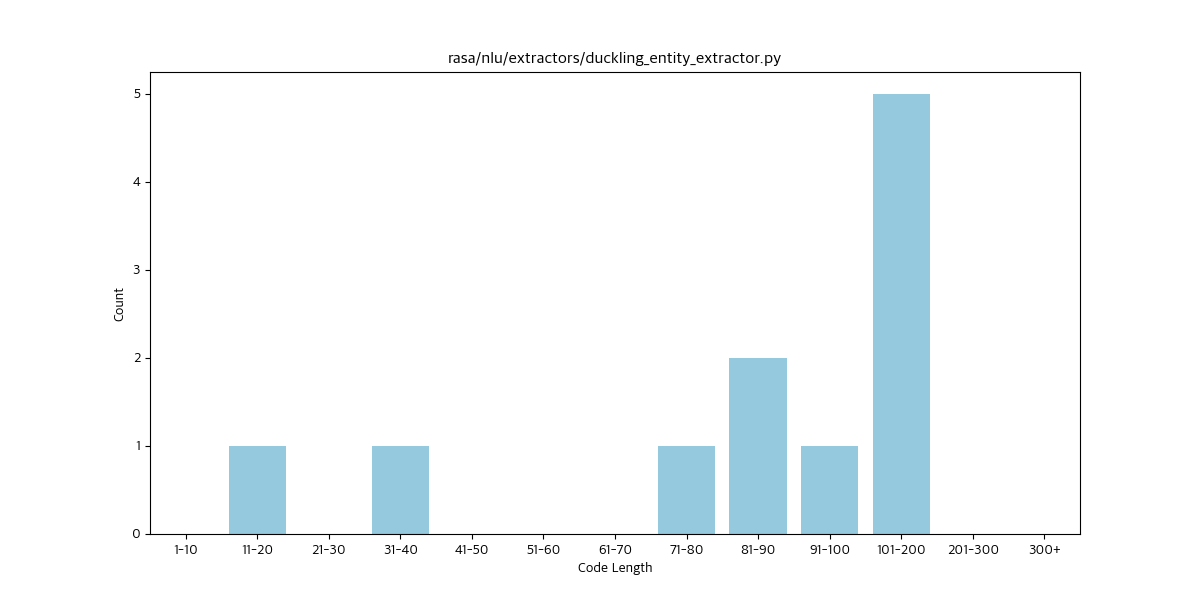 rasa/nlu/extractors/duckling_entity_extractor.py
5
4
3
2
1
0
Count
1-10 11-20 21-30 31-40 41-50 51-60 61-70 71-80 81-90 91-100 101-200 201-300 300+
Code Length